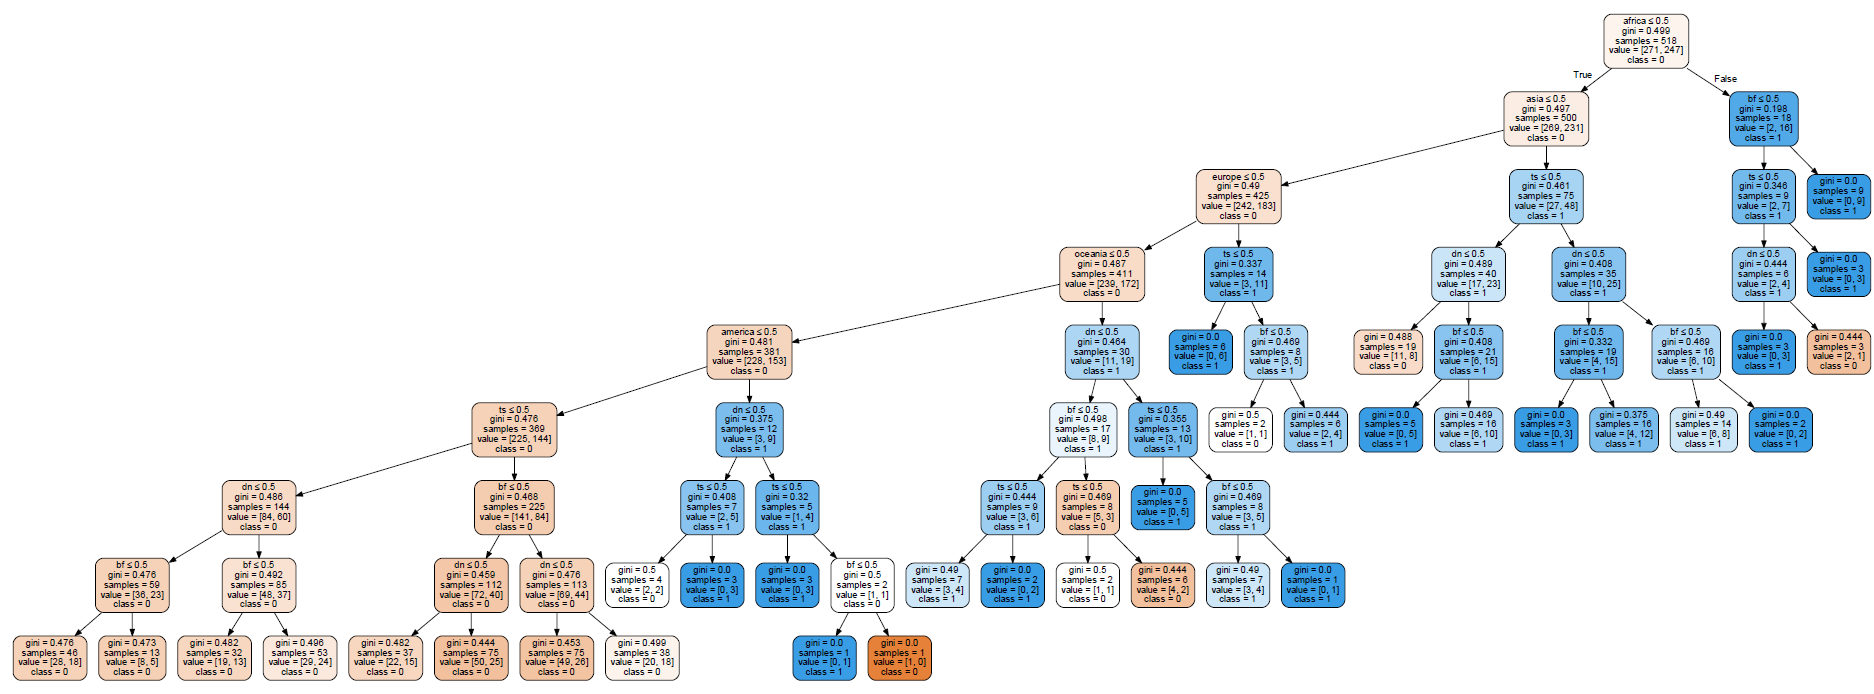 africa ≤ 0.5
gini = 0.499
samples = 518
value = [271, 247]
class = 0
True
False
asia ≤ 0.5
gini = 0.497
samples = 500
value = [269, 231]
class = 0
bf ≤ 0.5
gini = 0.198
samples = 18
value = [2, 16]
class = 1
europe ≤ 0.5
gini = 0.49
samples = 425
value = [242, 183]
class = 0
ts ≤ 0.5
gini = 0.461
samples = 75
value = [27, 48]
class = 1
ts ≤ 0.5
gini = 0.346
samples = 9
value = [2, 7]
class = 1
gini = 0.0
samples = 9
value = [0, 9]
class = 1
oceania ≤ 0.5
gini = 0.487
samples = 411
value = [239, 172]
class = 0
ts ≤ 0.5
gini = 0.337
samples = 14
value = [3, 11]
class = 1
dn ≤ 0.5
gini = 0.489
samples = 40
value = [17, 23]
class = 1
dn ≤ 0.5
gini = 0.408
samples = 35
value = [10, 25]
class = 1
dn ≤ 0.5
gini = 0.444
samples = 6
value = [2, 4]
class = 1
gini = 0.0
samples = 3
value = [0, 3]
class = 1
america ≤ 0.5
gini = 0.481
samples = 381
value = [228, 153]
class = 0
dn ≤ 0.5
gini = 0.464
samples = 30
value = [11, 19]
class = 1
gini = 0.0
samples = 6
value = [0, 6]
class = 1
bf ≤ 0.5
gini = 0.469
samples = 8
value = [3, 5]
class = 1
gini = 0.488
samples = 19
value = [11, 8]
class = 0
bf ≤ 0.5
gini = 0.408
samples = 21
value = [6, 15]
class = 1
bf ≤ 0.5
gini = 0.332
samples = 19
value = [4, 15]
class = 1
bf ≤ 0.5
gini = 0.469
samples = 16
value = [6, 10]
class = 1
gini = 0.0
samples = 3
value = [0, 3]
class = 1
gini = 0.444
samples = 3
value = [2, 1]
class = 0
ts ≤ 0.5
gini = 0.476
samples = 369
value = [225, 144]
class = 0
dn ≤ 0.5
gini = 0.375
samples = 12
value = [3, 9]
class = 1
bf ≤ 0.5
gini = 0.498
samples = 17
value = [8, 9]
class = 1
ts ≤ 0.5
gini = 0.355
samples = 13
value = [3, 10]
class = 1
gini = 0.5
samples = 2
value = [1, 1]
class = 0
gini = 0.444
samples = 6
value = [2, 4]
class = 1
gini = 0.0
samples = 5
value = [0, 5]
class = 1
gini = 0.469
samples = 16
value = [6, 10]
class = 1
gini = 0.0
samples = 3
value = [0, 3]
class = 1
gini = 0.375
samples = 16
value = [4, 12]
class = 1
gini = 0.49
samples = 14
value = [6, 8]
class = 1
gini = 0.0
samples = 2
value = [0, 2]
class = 1
dn ≤ 0.5
gini = 0.486
samples = 144
value = [84, 60]
class = 0
bf ≤ 0.5
gini = 0.468
samples = 225
value = [141, 84]
class = 0
ts ≤ 0.5
gini = 0.408
samples = 7
value = [2, 5]
class = 1
ts ≤ 0.5
gini = 0.32
samples = 5
value = [1, 4]
class = 1
ts ≤ 0.5
gini = 0.444
samples = 9
value = [3, 6]
class = 1
ts ≤ 0.5
gini = 0.469
samples = 8
value = [5, 3]
class = 0
gini = 0.0
samples = 5
value = [0, 5]
class = 1
bf ≤ 0.5
gini = 0.469
samples = 8
value = [3, 5]
class = 1
bf ≤ 0.5
gini = 0.476
samples = 59
value = [36, 23]
class = 0
bf ≤ 0.5
gini = 0.492
samples = 85
value = [48, 37]
class = 0
dn ≤ 0.5
gini = 0.459
samples = 112
value = [72, 40]
class = 0
dn ≤ 0.5
gini = 0.476
samples = 113
value = [69, 44]
class = 0
gini = 0.5
samples = 4
value = [2, 2]
class = 0
gini = 0.0
samples = 3
value = [0, 3]
class = 1
gini = 0.0
samples = 3
value = [0, 3]
class = 1
bf ≤ 0.5
gini = 0.5
samples = 2
value = [1, 1]
class = 0
gini = 0.49
samples = 7
value = [3, 4]
class = 1
gini = 0.0
samples = 2
value = [0, 2]
class = 1
gini = 0.5
samples = 2
value = [1, 1]
class = 0
gini = 0.444
samples = 6
value = [4, 2]
class = 0
gini = 0.49
samples = 7
value = [3, 4]
class = 1
gini = 0.0
samples = 1
value = [0, 1]
class = 1
gini = 0.476
samples = 46
value = [28, 18]
class = 0
gini = 0.473
samples = 13
value = [8, 5]
class = 0
gini = 0.482
samples = 32
value = [19, 13]
class = 0
gini = 0.496
samples = 53
value = [29, 24]
class = 0
gini = 0.482
samples = 37
value = [22, 15]
class = 0
gini = 0.444
samples = 75
value = [50, 25]
class = 0
gini = 0.453
samples = 75
value = [49, 26]
class = 0
gini = 0.499
samples = 38
value = [20, 18]
class = 0
gini = 0.0
samples = 1
value = [0, 1]
class = 1
gini = 0.0
samples = 1
value = [1, 0]
class = 0